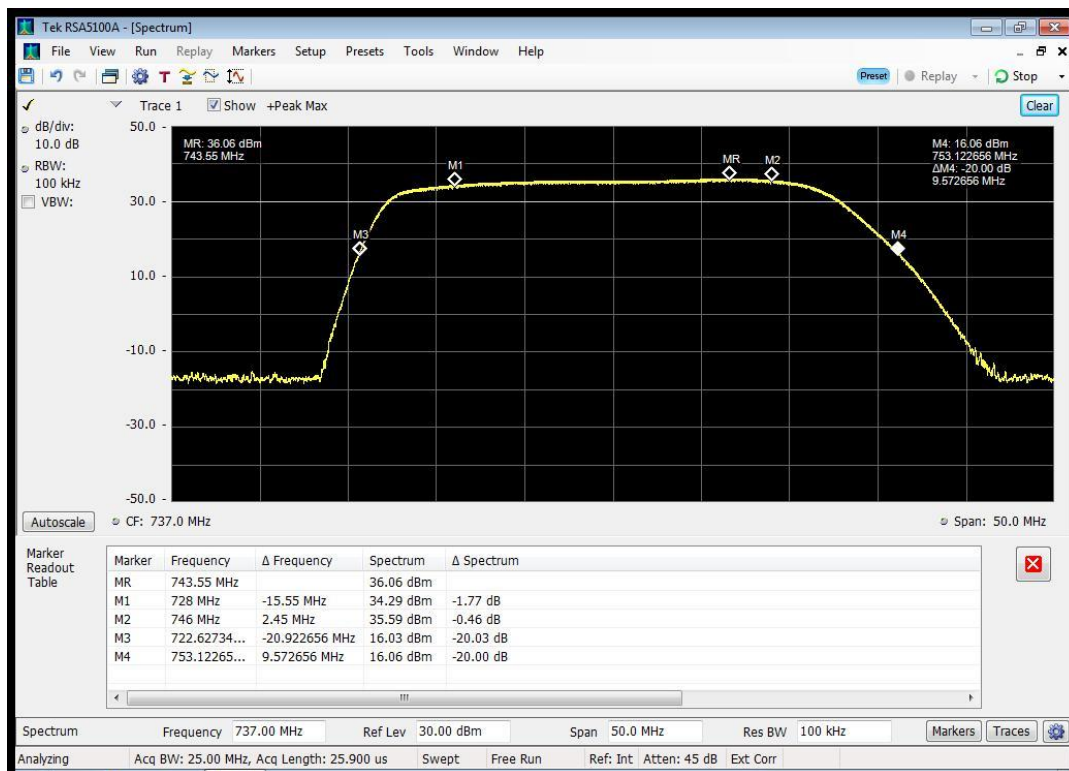 Tek RSA5100A - [Spectrum]
File View Run Replay Markers Setup Presets Tools Window Help
T Preset Replay Stop
Trace 1 Show +Peak Max Clear
dB/div:
10.0 dB
RBW:
100 kHz
VBW:
50.0
30.0
10.0
-10.0
-30.0
-50.0
MR: 36.06 dBm
743.55 MHz
M4: 16.06 dBm
753.122656 MHz
ΔM4: -20.00 dB
9.572656 MHz
M1
MR
M2
M3
M4
Autoscale CF: 737.0 MHz Span: 50.0 MHz
Marker
Readout
Table
Marker Frequency Δ Frequency Spectrum Δ Spectrum
MR 743.55 MHz 36.06 dBm
M1 728 MHz -15.55 MHz 34.29 dBm -1.77 dB
M2 746 MHz 2.45 MHz 35.59 dBm -0.46 dB
M3 722.62734... -20.922656 MHz 16.03 dBm -20.03 dB
M4 753.12265... 9.572656 MHz 16.06 dBm -20.00 dB
Spectrum Frequency 737.00 MHz Ref Lev 30.00 dBm Span 50.0 MHz Res BW 100 kHz Markers Traces
Analyzing Acq BW: 25.00 MHz, Acq Length: 25.900 us Swept Free Run Ref: Int Atten: 45 dB Ext Corr